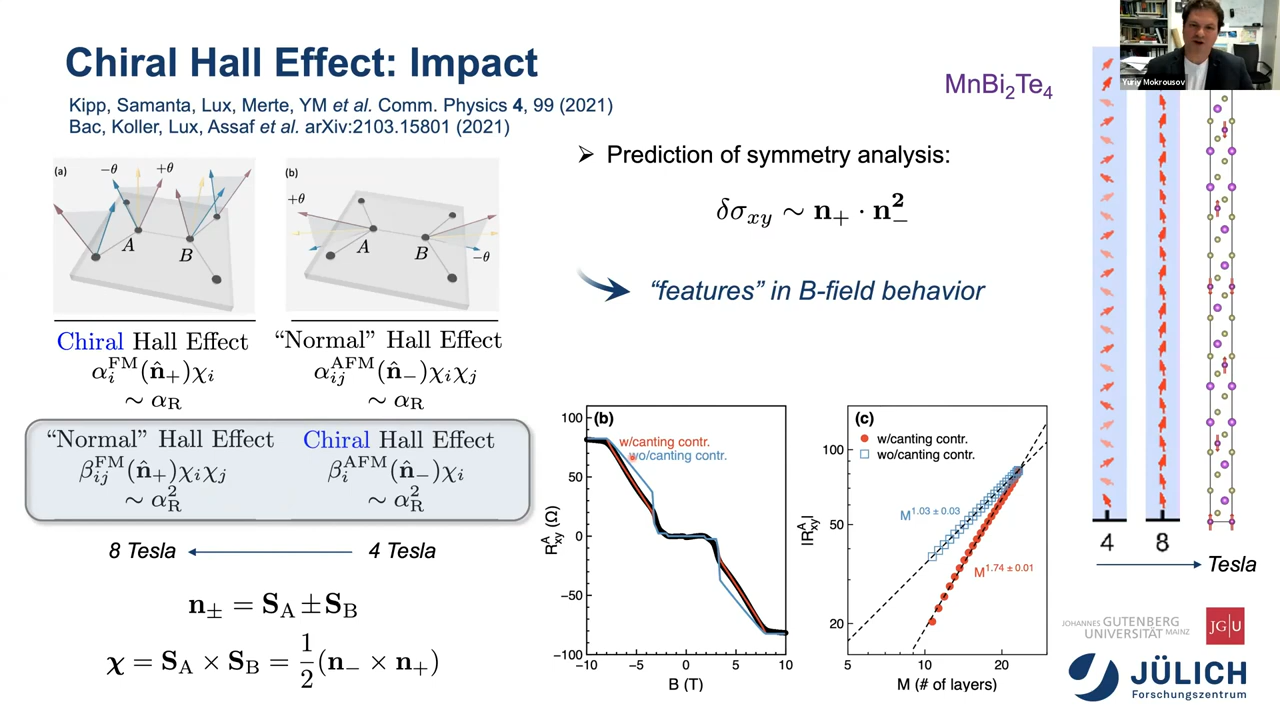 Chiral Hall Effect: Impact
Kipp, Samanta, Lux, Merte, YM et al. Comm. Physics 4, 99 (2021)
Bac, Koller, Lux, Assaf et al. arXiv:2103.15801 (2021)
MnBi₂Te₄
Yuriy Mokrousov
(a) −θ +θ
A B
(b) +θ
A B
−θ
Chiral Hall Effect
α_i^FM(n̂₊)χ_i
∼ α_R
"Normal" Hall Effect
α_ij^AFM(n̂₋)χ_iχ_j
∼ α_R
"Normal" Hall Effect
β_ij^FM(n̂₊)χ_iχ_j
∼ α_R²
Chiral Hall Effect
β_i^AFM(n̂₋)χ_i
∼ α_R²
8 Tesla
4 Tesla
n± = S_A ± S_B
χ = S_A × S_B = 1/2 (n₋ × n₊)
➢ Prediction of symmetry analysis:
δσ_xy ∼ n₊ · n₋²
"features" in B-field behavior
(b)
w/canting contr.
wo/canting contr.
R_xy^A (Ω)
100
50
0
−50
−100
−10 −5 0 5 10
B (T)
(c)
w/canting contr.
wo/canting contr.
M^1.03 ± 0.03
M^1.74 ± 0.01
|R_xy^A|
100
50
20
5 10 20
M (# of layers)
4 8
Tesla
JOHANNES GUTENBERG
UNIVERSITÄT MAINZ
JG|U
JÜLICH
Forschungszentrum